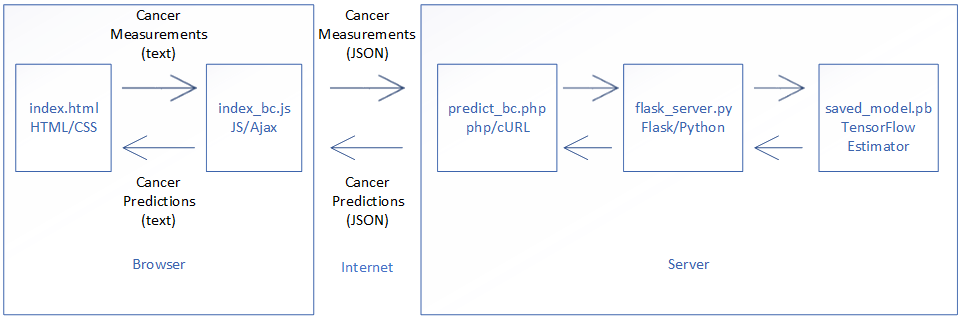 Cancer
Measurements
(text)
Cancer
Measurements
(JSON)
index.html
HTML/CSS
index_bc.js
JS/Ajax
predict_bc.php
php/cURL
flask_server.py
Flask/Python
saved_model.pb
TensorFlow
Estimator
Cancer
Predictions
(text)
Cancer
Predictions
(JSON)
Browser
Internet
Server